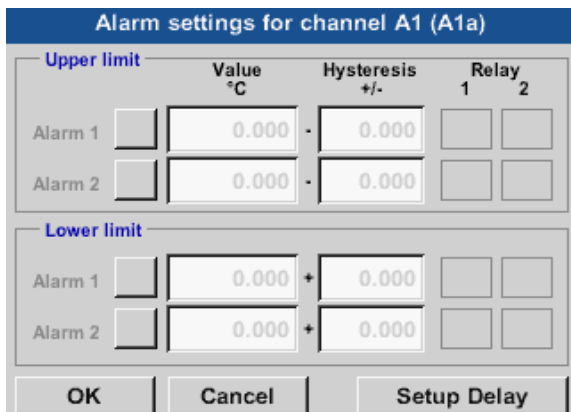 Alarm settings for channel A1 (A1a)
Upper limit
Value Hysteresis Relay
°C +/- 1 2
Alarm 1 0.000 - 0.000
Alarm 2 0.000 - 0.000
Lower limit
Alarm 1 0.000 + 0.000
Alarm 2 0.000 + 0.000
OK Cancel Setup Delay